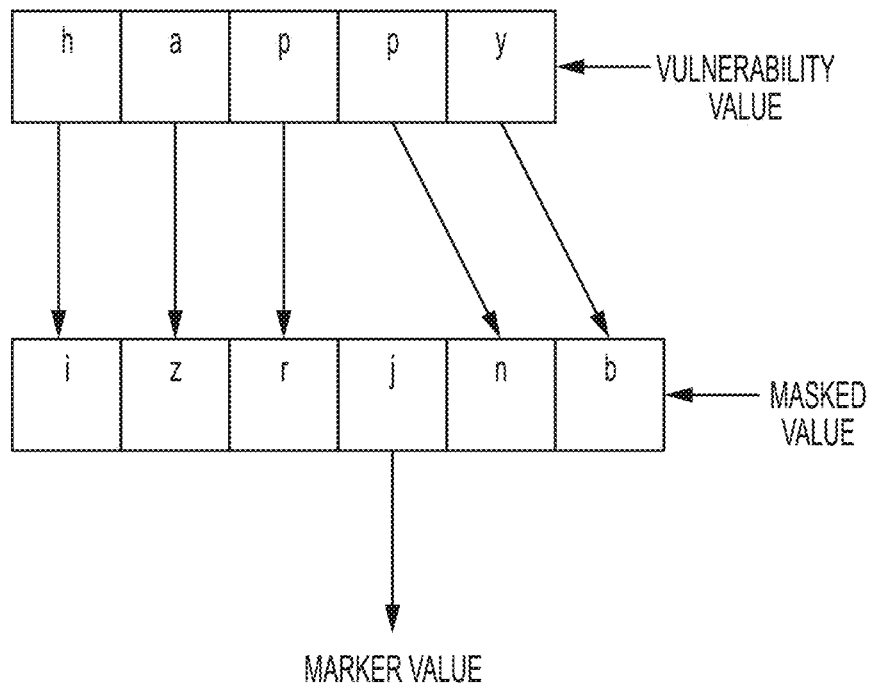 h a p p y
VULNERABILITY
VALUE
i z r j n b
MASKED
VALUE
MARKER VALUE